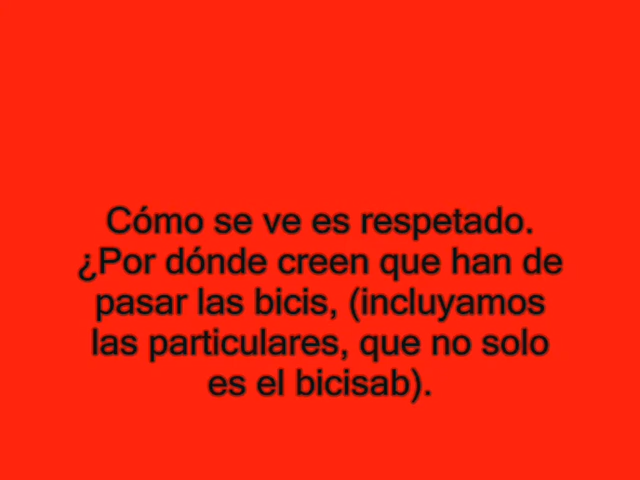 Cómo se ve es respetado.
¿Por dónde creen que han de
pasar las bicis, (incluyamos
las particulares, que no solo
es el bicisab).